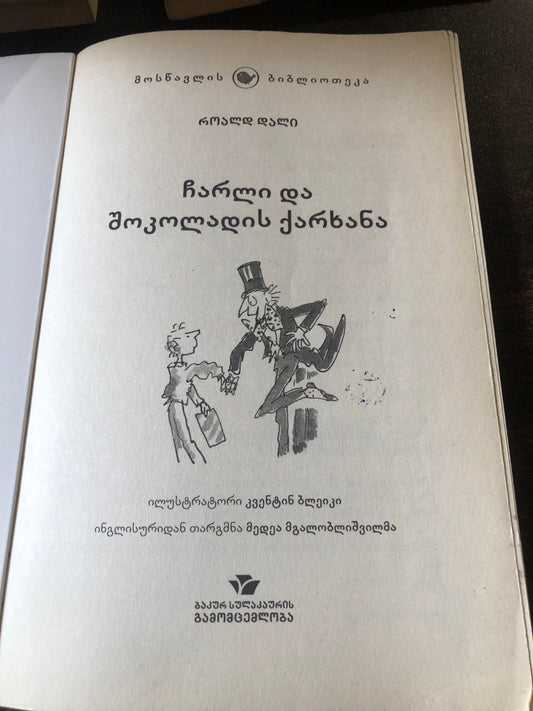 მოსწავლის ბიბლიოთეკა
როალდ დალი
ჩარლი და
შოკოლადის ქარხანა
ილუსტრატორი კვენტინ ბლეიკი
ინგლისურიდან თარგმნა მედეა მგალობლიშვილმა
ბაკურ სულაკაურის
გამომცემლობა